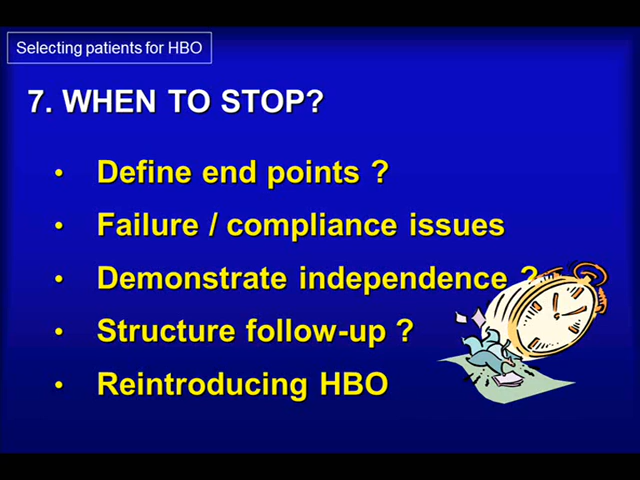 Selecting patients for HBO
7. WHEN TO STOP?
• Define end points ?
• Failure / compliance issues
• Demonstrate independence ?
• Structure follow-up ?
• Reintroducing HBO